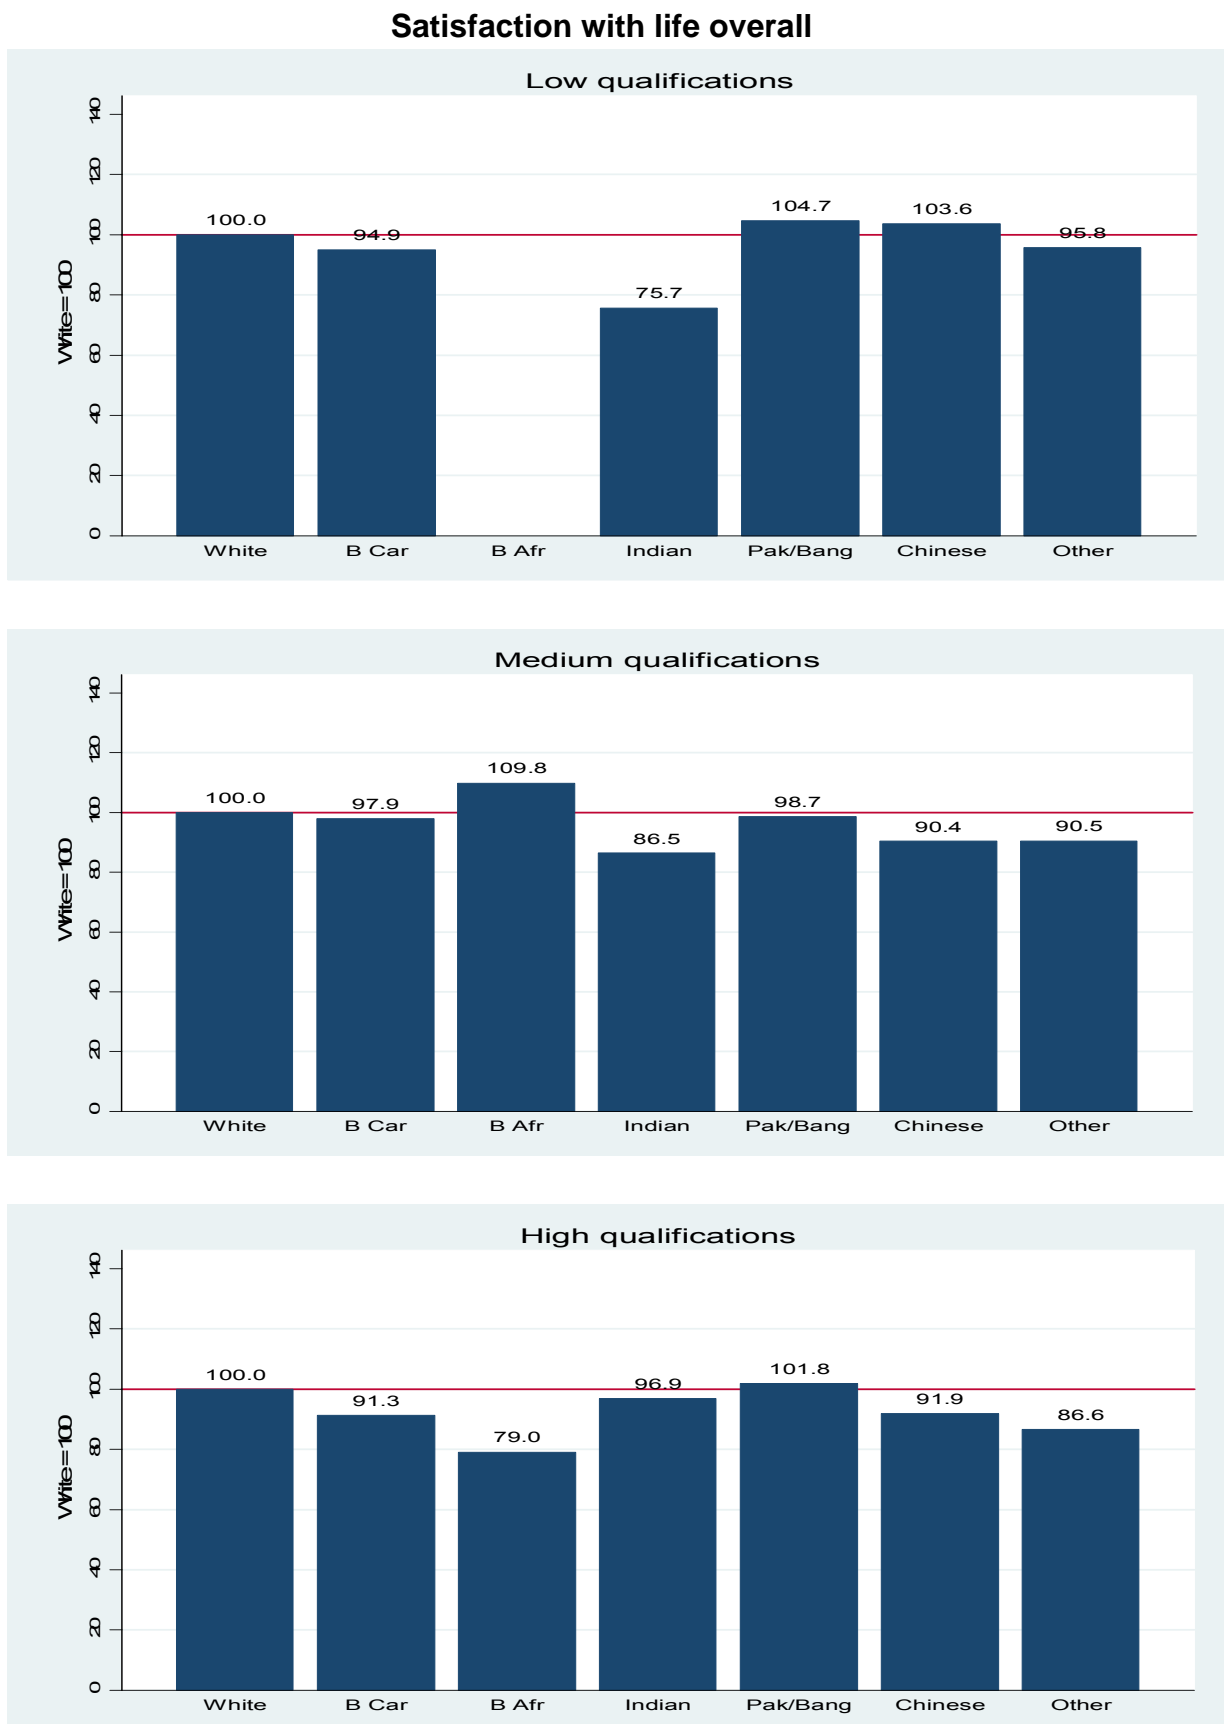 Satisfaction with life overall
Low qualifications
White=100
0 20 40 60 80 100 120 140
100.0 94.9 75.7 104.7 103.6 95.8
White B Car B Afr Indian Pak/Bang Chinese Other
Medium qualifications
White=100
0 20 40 60 80 100 120 140
100.0 97.9 109.8 86.5 98.7 90.4 90.5
White B Car B Afr Indian Pak/Bang Chinese Other
High qualifications
White=100
0 20 40 60 80 100 120 140
100.0 91.3 79.0 96.9 101.8 91.9 86.6
White B Car B Afr Indian Pak/Bang Chinese Other